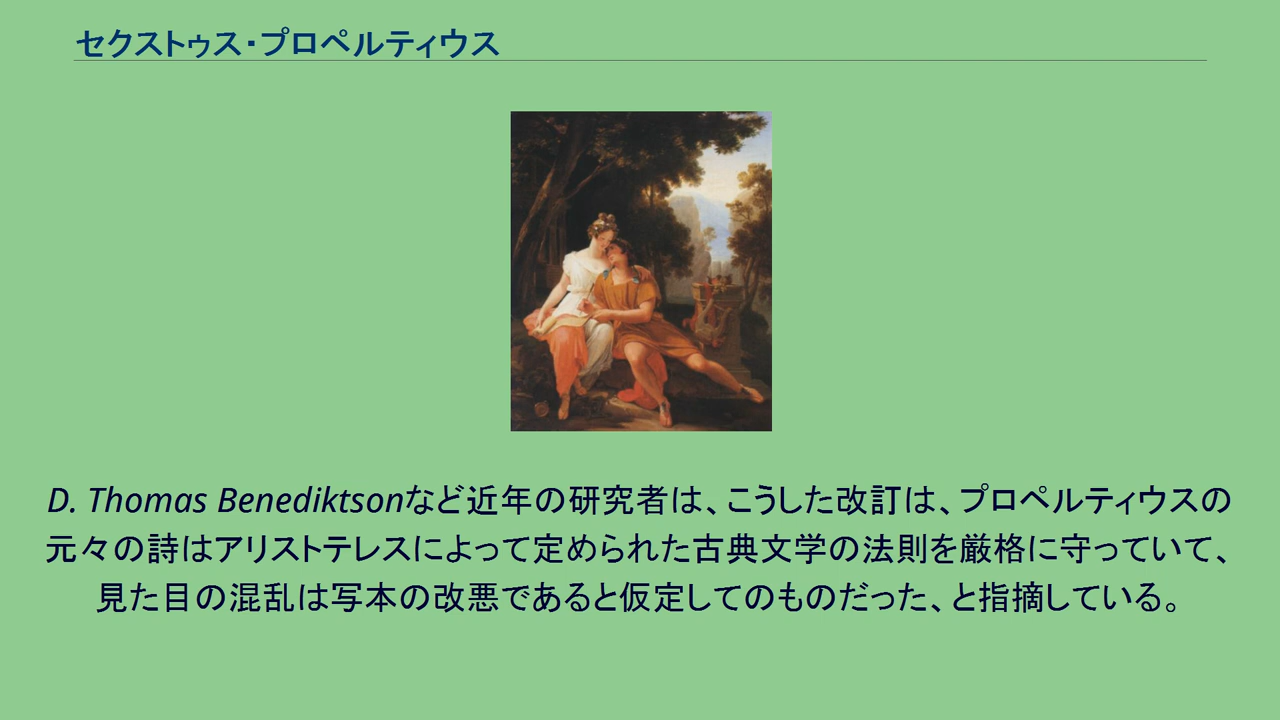 セクストゥス・プロペルティウス
D. Thomas Benediktsonなど近年の研究者は、こうした改訂は、プロペルティウスの
元々の詩はアリストテレスによって定められた古典文学の法則を厳格に守っていて、
見た目の混乱は写本の改悪であると仮定してのものだった、と指摘している。